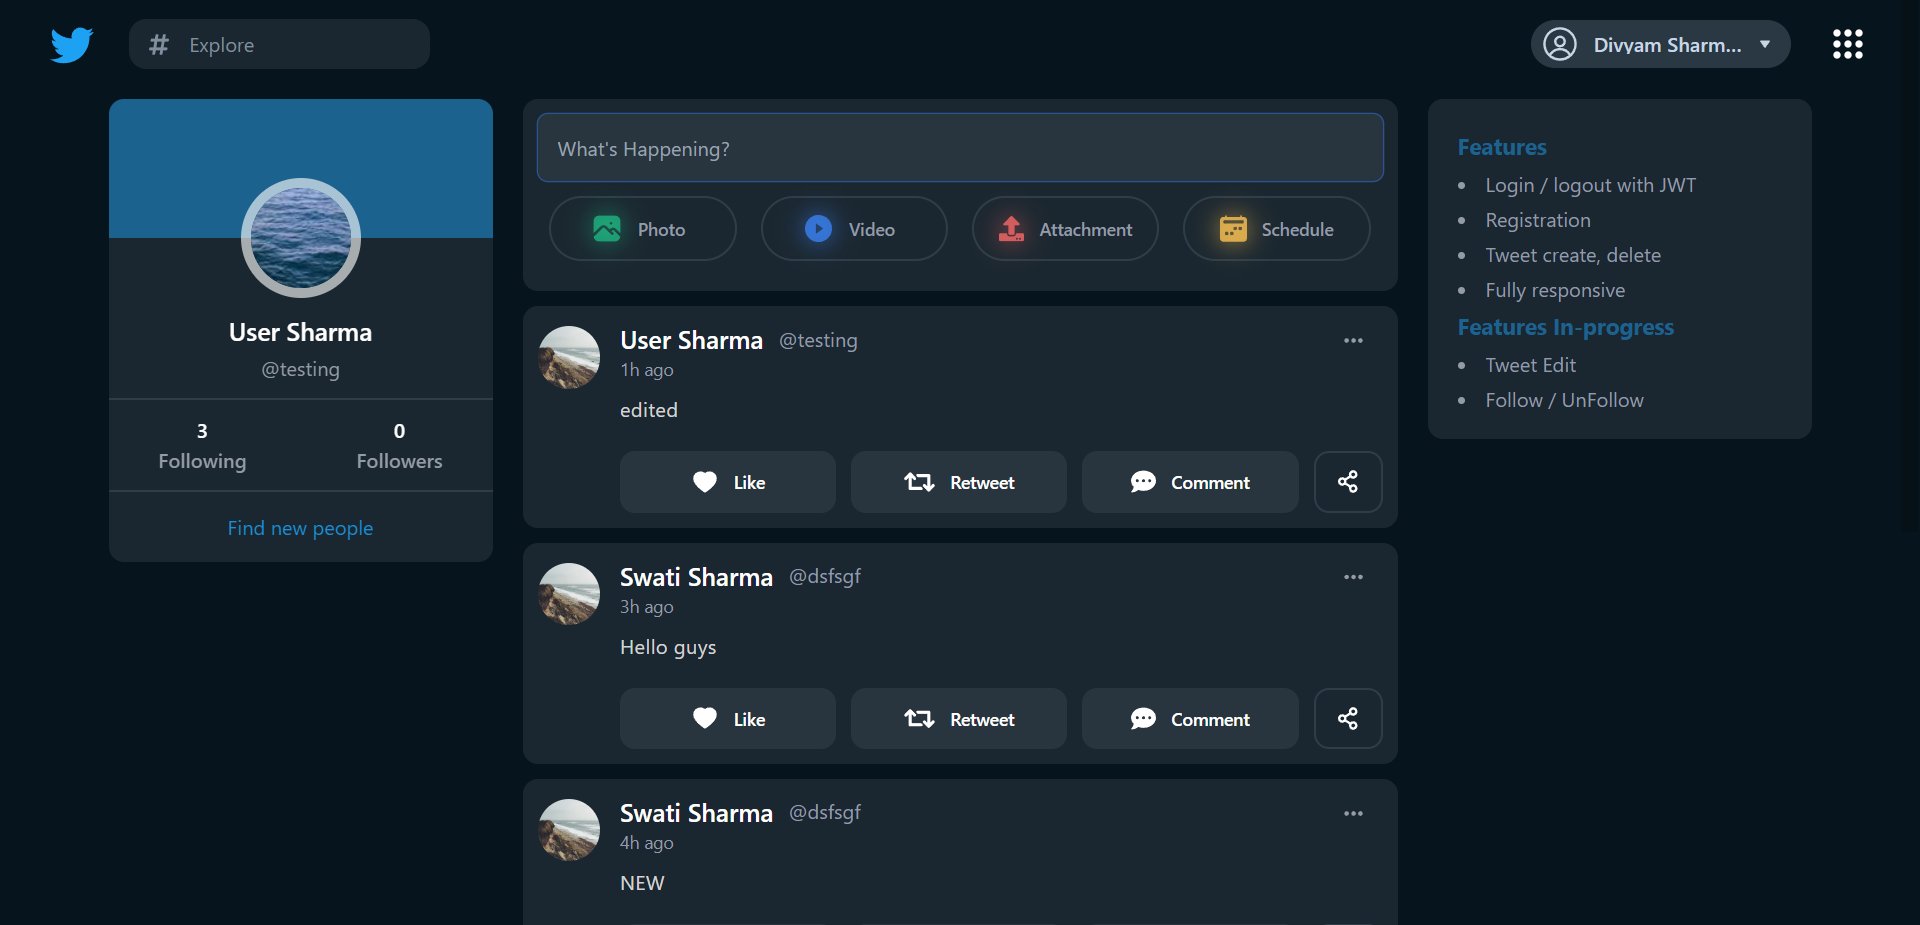 Explore
Divyam Sharm...
User Sharma
@testing
3
Following
0
Followers
Find new people
What's Happening?
Photo
Video
Attachment
Schedule
User Sharma @testing
1h ago
edited
Like
Retweet
Comment
Swati Sharma @dsfsgf
3h ago
Hello guys
Like
Retweet
Comment
Swati Sharma @dsfsgf
4h ago
NEW
Features
Login / logout with JWT
Registration
Tweet create, delete
Fully responsive
Features In-progress
Tweet Edit
Follow / UnFollow